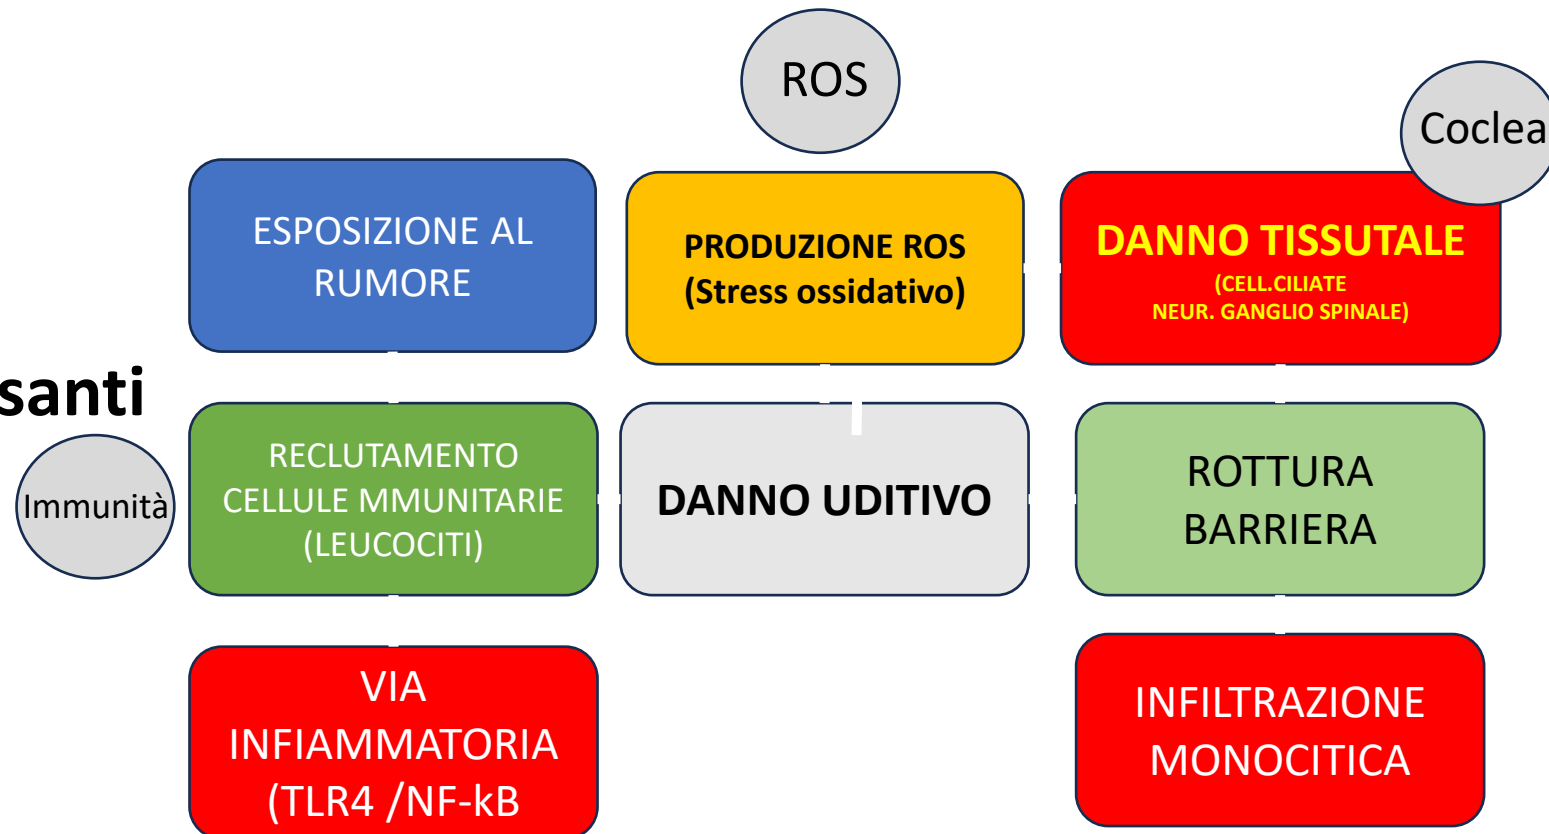 ROS
Coclea
ESPOSIZIONE AL
RUMORE
PRODUZIONE ROS
(Stress ossidativo)
DANNO TISSUTALE
(CELL.CILIATE
NEUR. GANGLIO SPINALE)
santi
Immunità
RECLUTAMENTO
CELLULE MMUNITARIE
(LEUCOCITI)
DANNO UDITIVO
ROTTURA
BARRIERA
VIA
INFIAMMATORIA
(TLR4 /NF-kB
INFILTRAZIONE
MONOCITICA